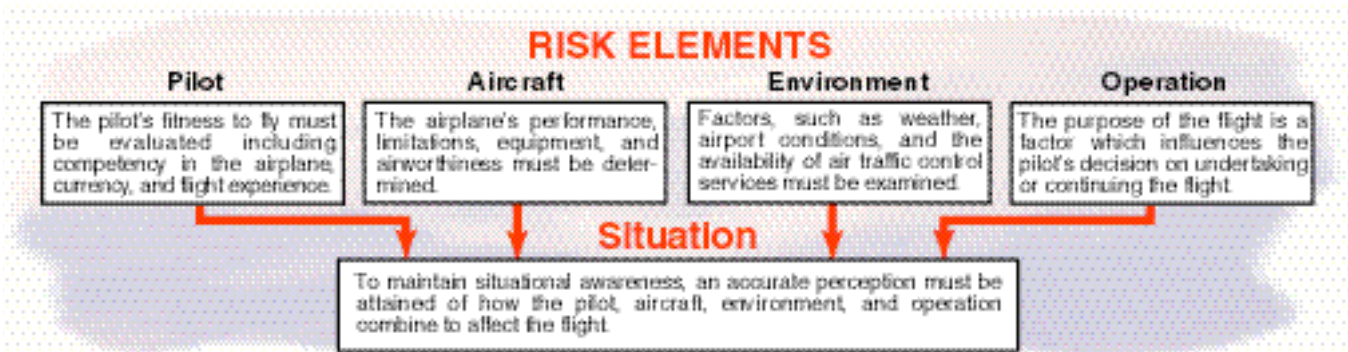 RISK ELEMENTS
Pilot
The pilot's fitness to fly must
be evaluated including
competency in the airplane,
currency, and flight experience.
Aircraft
The airplane's performance,
limitations, equipment, and
airworthiness must be deter-
mined.
Environment
Factors, such as weather,
airport conditions, and the
availability of air traffic control
services must be examined.
Operation
The purpose of the flight is a
factor which influences the
pilot's decision on undertaking
or continuing the flight.
Situation
To maintain situational awareness, an accurate perception must be
attained of how the pilot, aircraft, environment, and operation
combine to affect the flight.